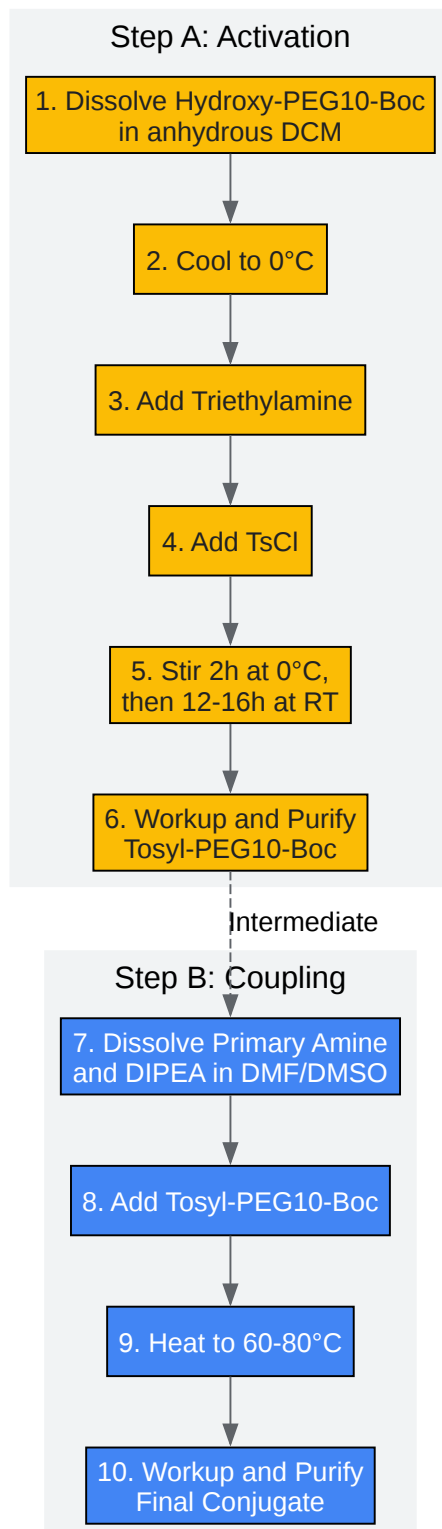 Step A: Activation
1. Dissolve Hydroxy-PEG10-Boc
in anhydrous DCM
2. Cool to 0°C
3. Add Triethylamine
4. Add TsCl
5. Stir 2h at 0°C,
then 12-16h at RT
6. Workup and Purify
Tosyl-PEG10-Boc
Intermediate
Step B: Coupling
7. Dissolve Primary Amine
and DIPEA in DMF/DMSO
8. Add Tosyl-PEG10-Boc
9. Heat to 60-80°C
10. Workup and Purify
Final Conjugate